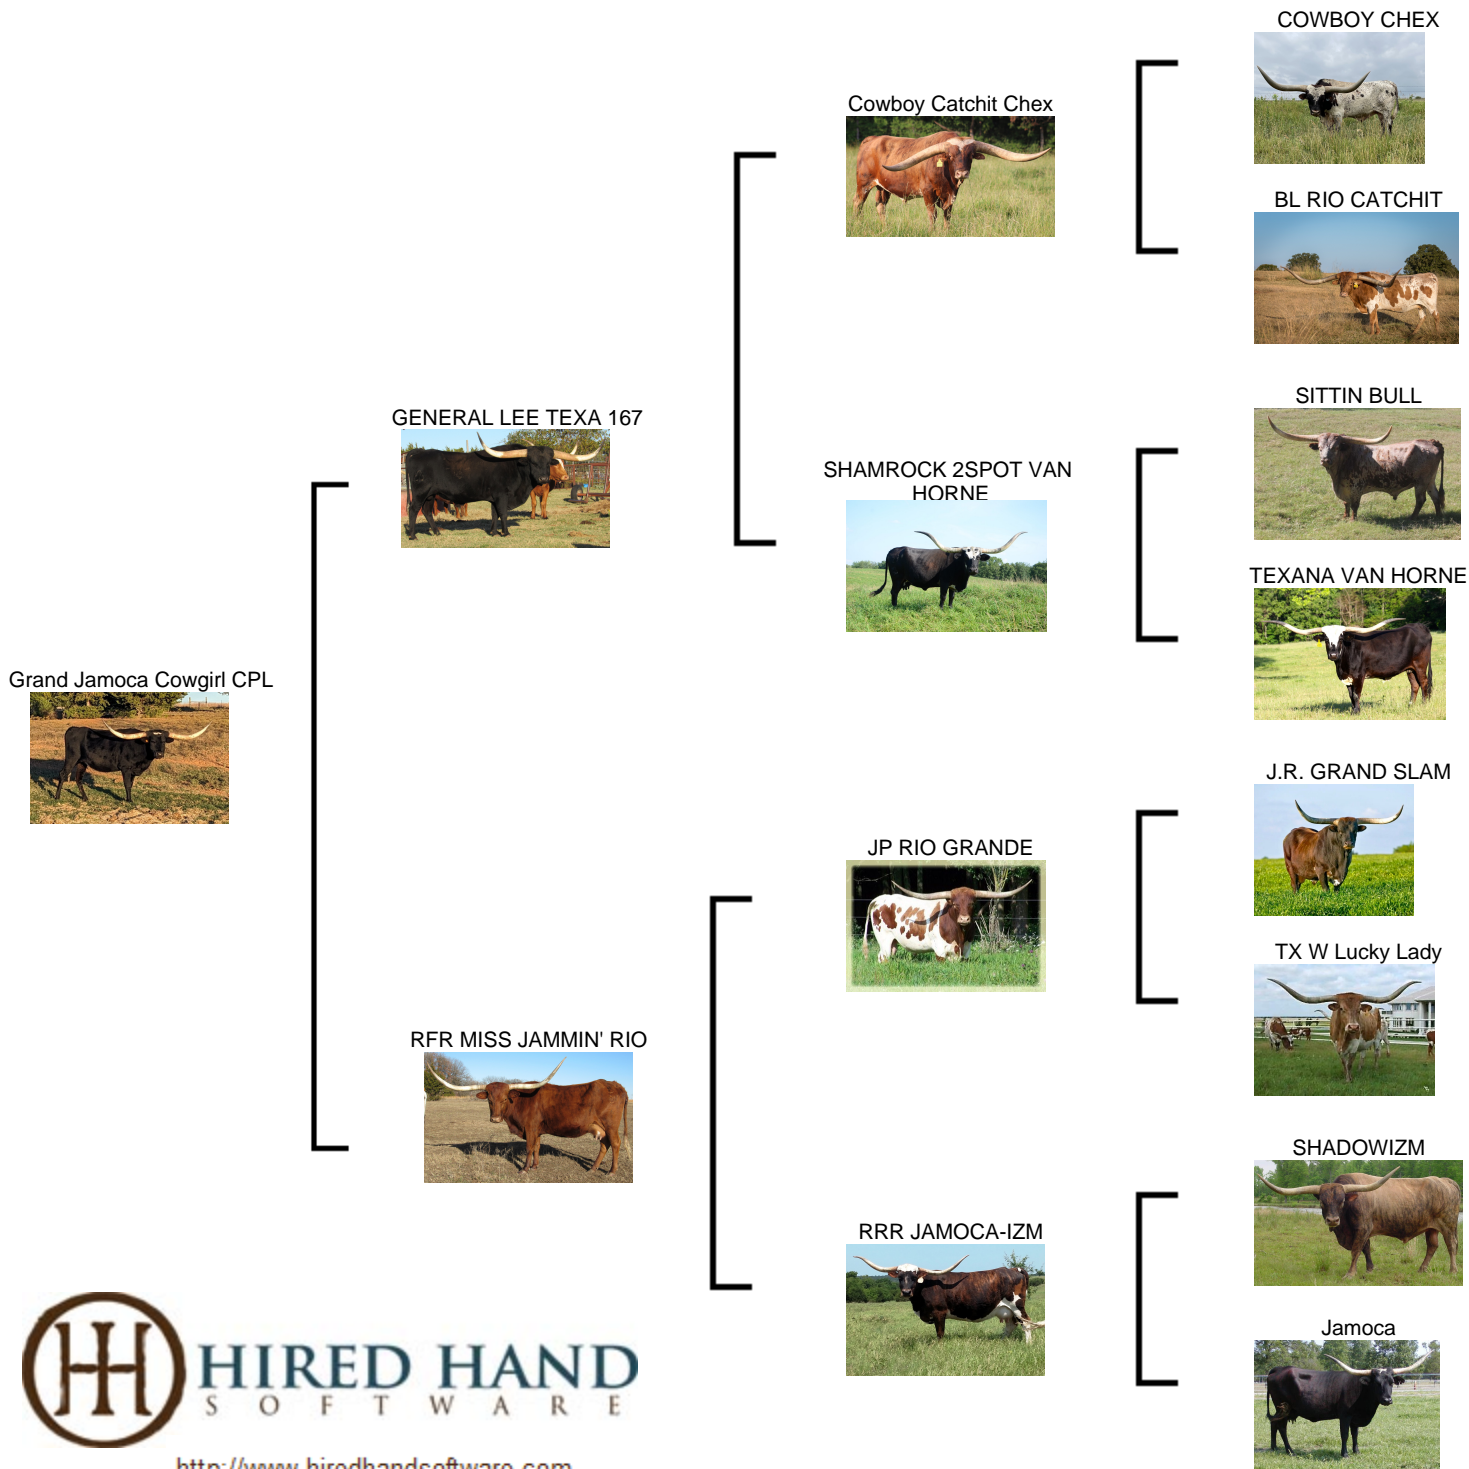 COWBOY CHEX
Cowboy Catchit Chex
BL RIO CATCHIT
SITTIN BULL
GENERAL LEE TEXA 167
SHAMROCK 2SPOT VAN
HORNE
TEXANA VAN HORNE
Grand Jamoca Cowgirl CPL
J.R. GRAND SLAM
JP RIO GRANDE
TX W Lucky Lady
RFR MISS JAMMIN' RIO
SHADOWIZM
RRR JAMOCA-IZM
Jamoca
HIRED HAND
SOFTWARE
http://www.hiredhandsoftware.com